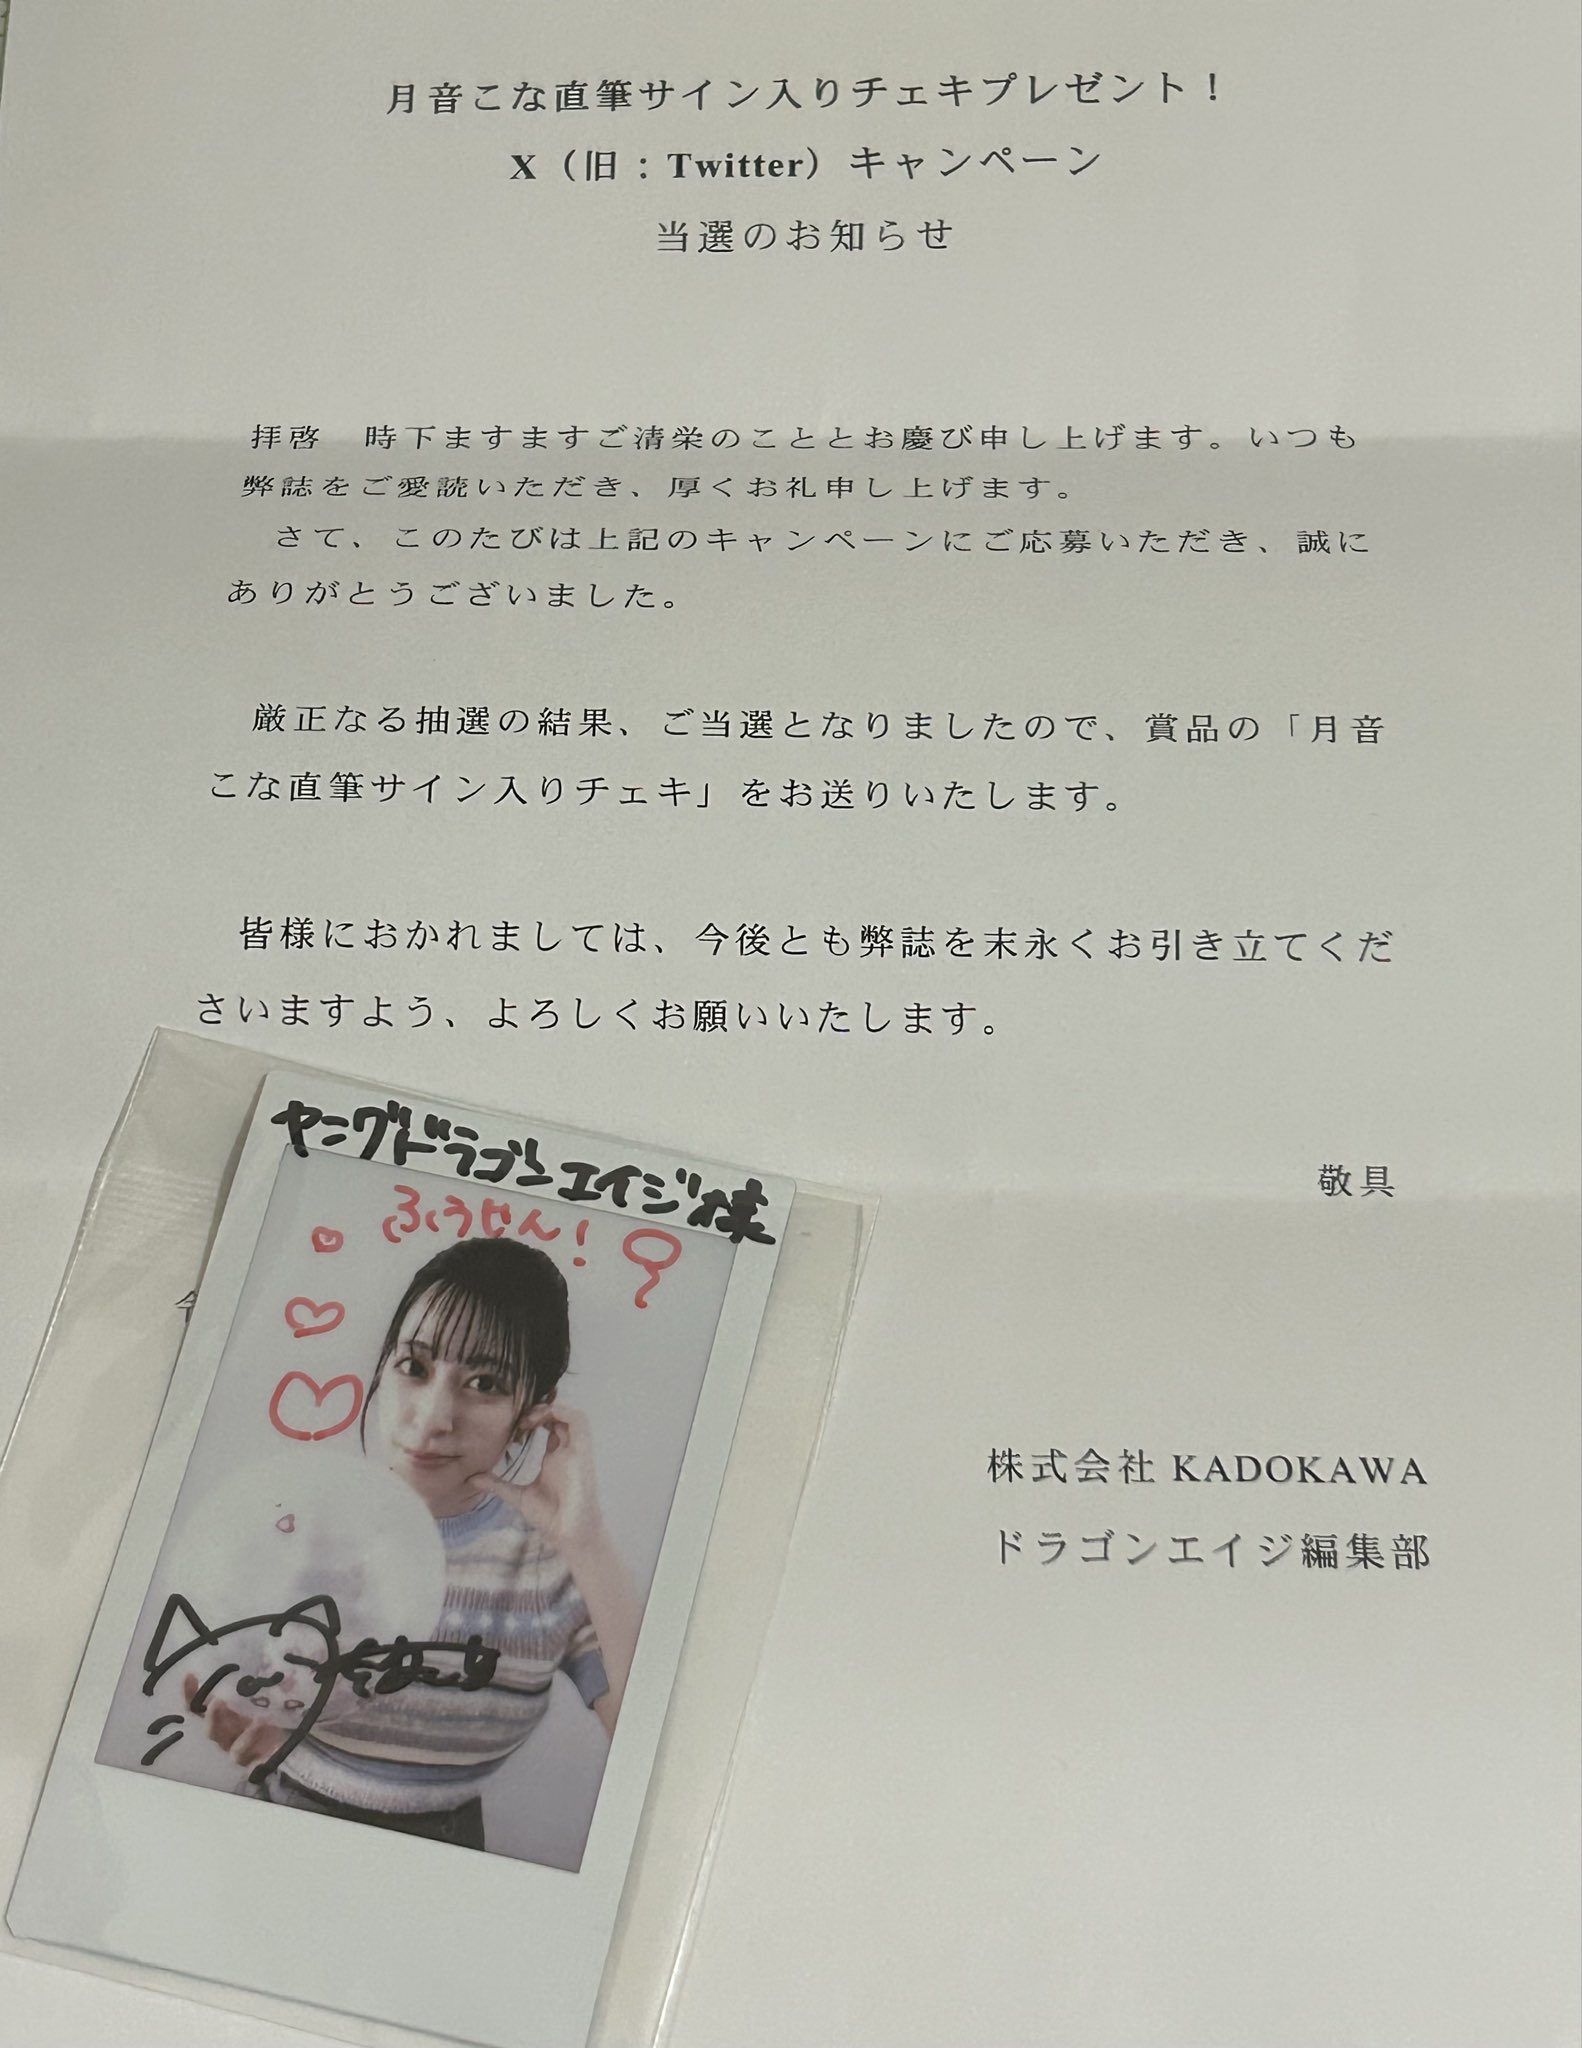 月音こな直筆サイン入りチェキプレゼント！
X（旧：Twitter）キャンペーン
当選のお知らせ
拝啓　時下ますますご清栄のこととお慶び申し上げます。いつも
弊誌をご愛読いただき、厚くお礼申し上げます。
さて、このたびは上記のキャンペーンにご応募いただき、誠に
ありがとうございました。
厳正なる抽選の結果、ご当選となりましたので、賞品の「月音
こな直筆サイン入りチェキ」をお送りいたします。
皆様におかれましては、今後とも弊誌を末永くお引き立てくだ
さいますよう、よろしくお願いいたします。
敬具
ヤングドラゴンエイジ様
ふうせん！
株式会社 KADOKAWA
ドラゴンエイジ編集部